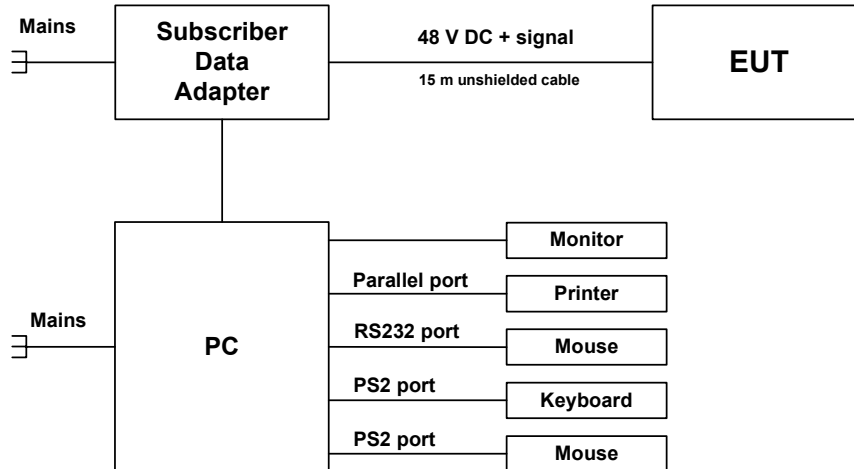 Mains
Subscriber
Data
Adapter
48 V DC + signal
15 m unshielded cable
EUT
Mains
PC
Monitor
Parallel port
Printer
RS232 port
Mouse
PS2 port
Keyboard
PS2 port
Mouse